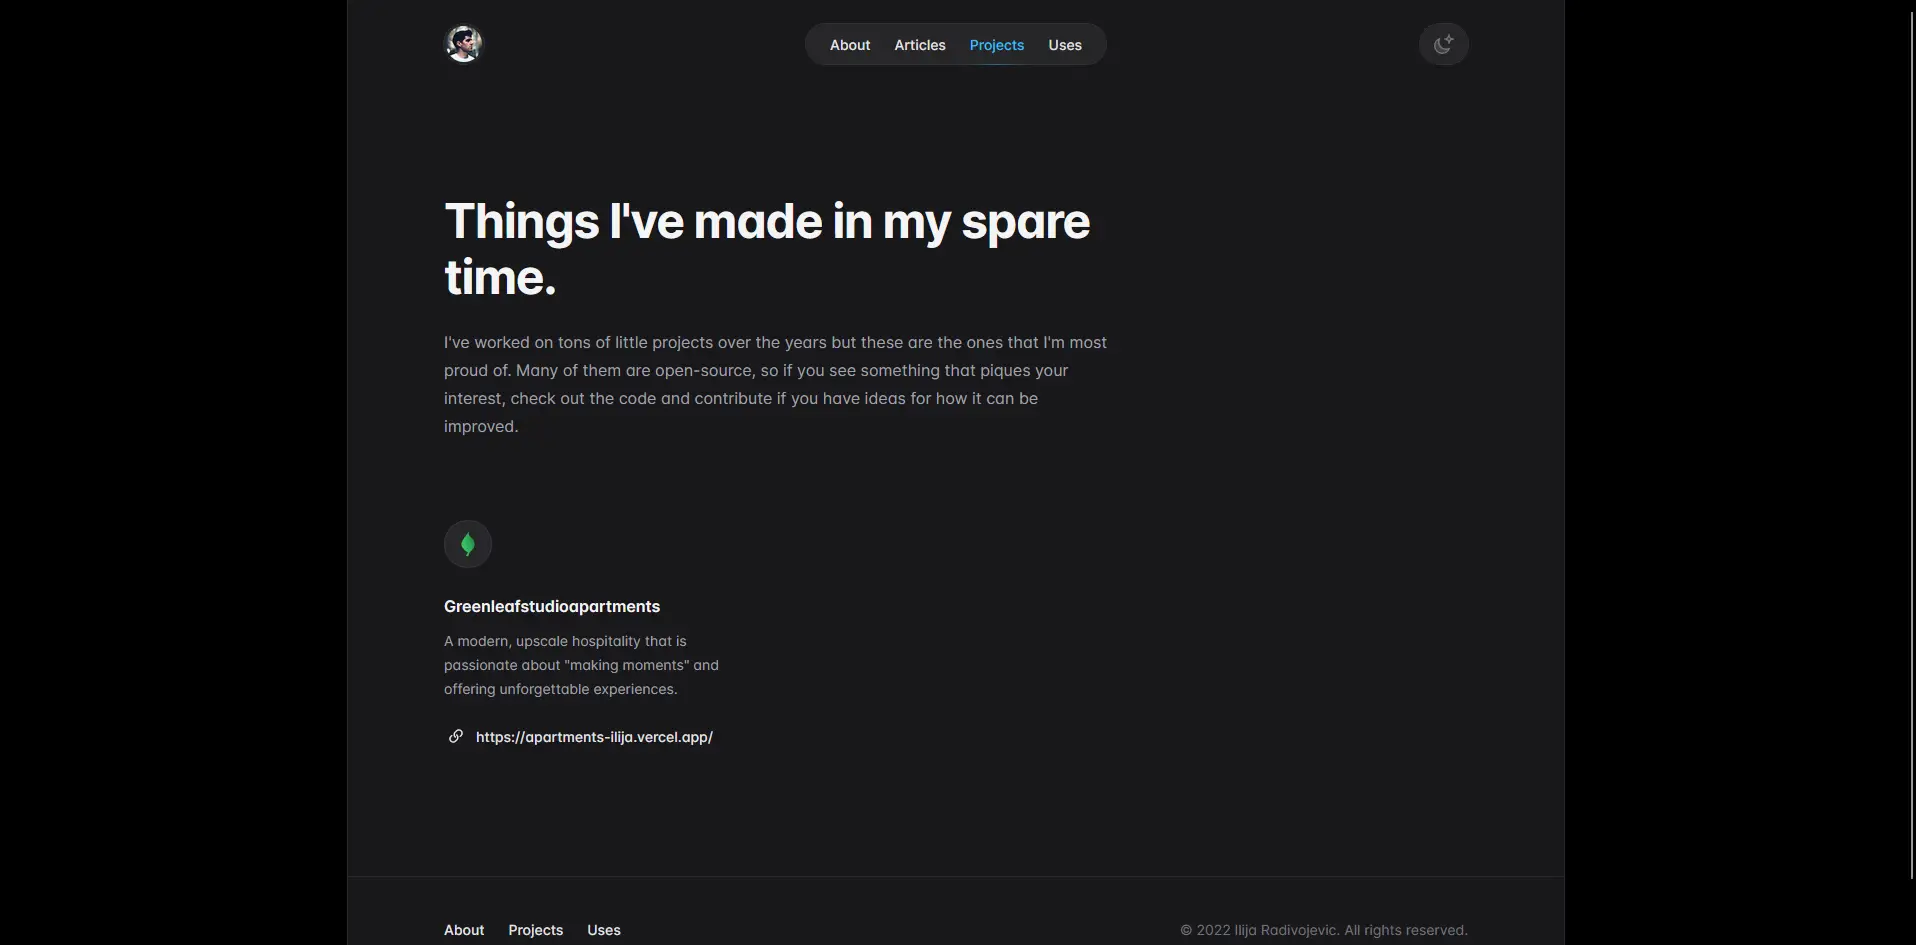 About Articles Projects Uses
Things I've made in my spare
time.
I've worked on tons of little projects over the years but these are the ones that I'm most
proud of. Many of them are open-source, so if you see something that piques your
interest, check out the code and contribute if you have ideas for how it can be
improved.
Greenleafstudioapartments
A modern, upscale hospitality that is
passionate about "making moments" and
offering unforgettable experiences.
https://apartments-ilija.vercel.app/
About Projects Uses © 2022 Ilija Radivojevic. All rights reserved.